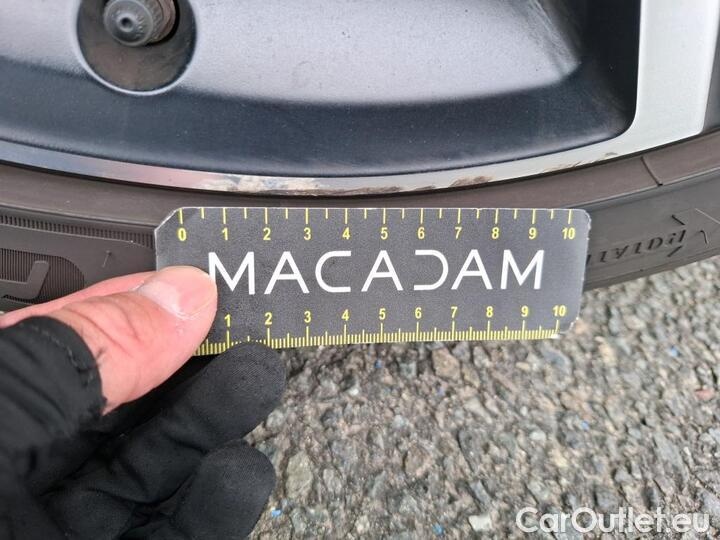 0 1 2 3 4 5 6 7 8 9 10
MACADAM
1 2 3 4 5 6 7 8 9 10
ROTATION
CarOutlet.eu